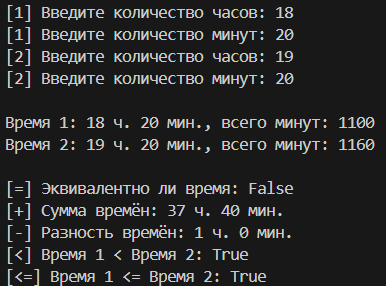 [1] Введите количество часов: 18
[1] Введите количество минут: 20
[2] Введите количество часов: 19
[2] Введите количество минут: 20
Время 1: 18 ч. 20 мин., всего минут: 1100
Время 2: 19 ч. 20 мин., всего минут: 1160
[=] Эквивалентно ли время: False
[+] Сумма времён: 37 ч. 40 мин.
[-] Разность времён: 1 ч. 0 мин.
[<] Время 1 < Время 2: True
[<=] Время 1 <= Время 2: True